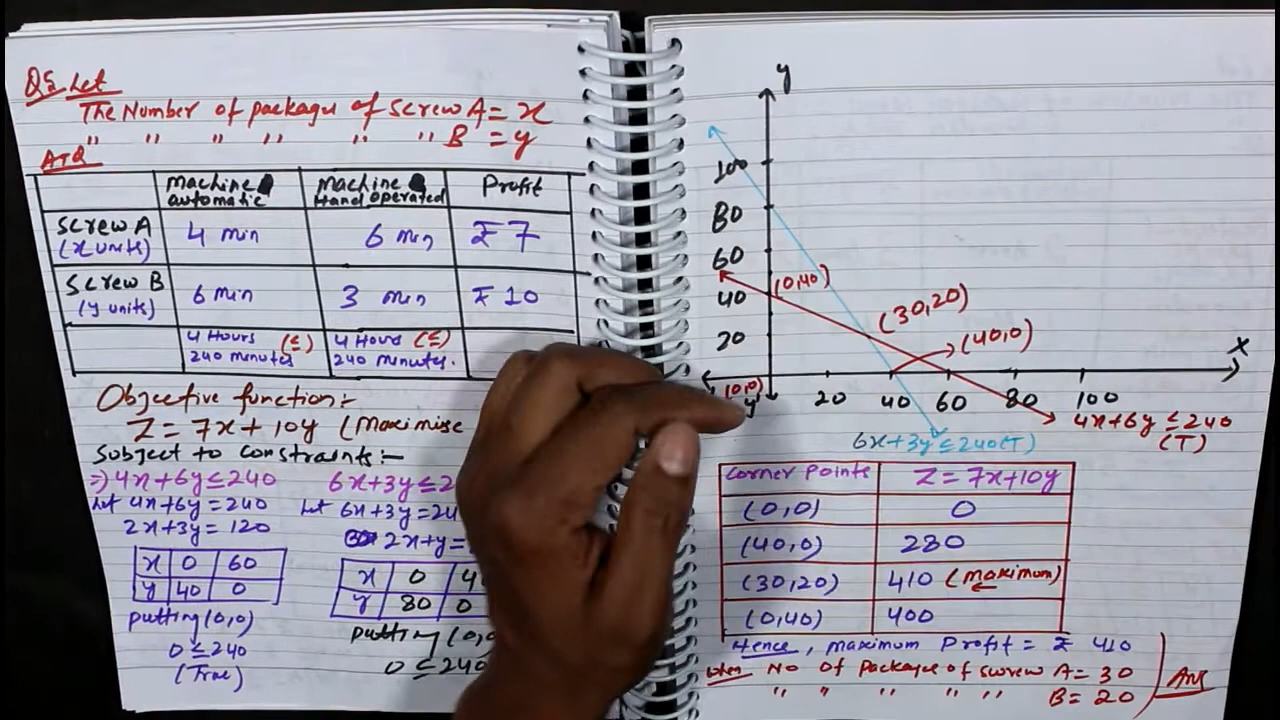 Q5. Let
The Number of package of screw A = x
" " " " " " B = y
ATQ
Machine automatic | Machine Hand operated | Profit
Screw A (x units) | 4 min | 6 min | ₹ 7
Screw B (y units) | 6 min | 3 min | ₹ 10
4 Hours 240 minutes (≤) | 4 Hours 240 minutes. (≤)
Objective function:-
Z = 7x + 10y (Maximise
Subject to constraints:-
⇒) 4x + 6y ≤ 240
Let 4x + 6y = 240
2x + 3y = 120
x | 0 | 60
y | 40 | 0
putting (0,0)
0 ≤ 240
(True)
6x + 3y ≤ 2
Let 6x + 3y = 24
2x + y =
x | 0 | 4
y | 80 | 0
putting (0,
0 ≤ 240
y
100
80
60
40
20
(0,40)
(30,20)
(40,0)
(0,0)
y'
x
20 40 60 80 100
4x + 6y ≤ 240
(T)
6x + 3y ≤ 240 (T)
Corner Points | Z = 7x + 10y
(0,0) | 0
(40,0) | 280
(30,20) | 410 (maximum)
(0,40) | 400
Hence, maximum Profit = ₹ 410
when No of package of screw A = 30
" " " " " B = 20
Ans